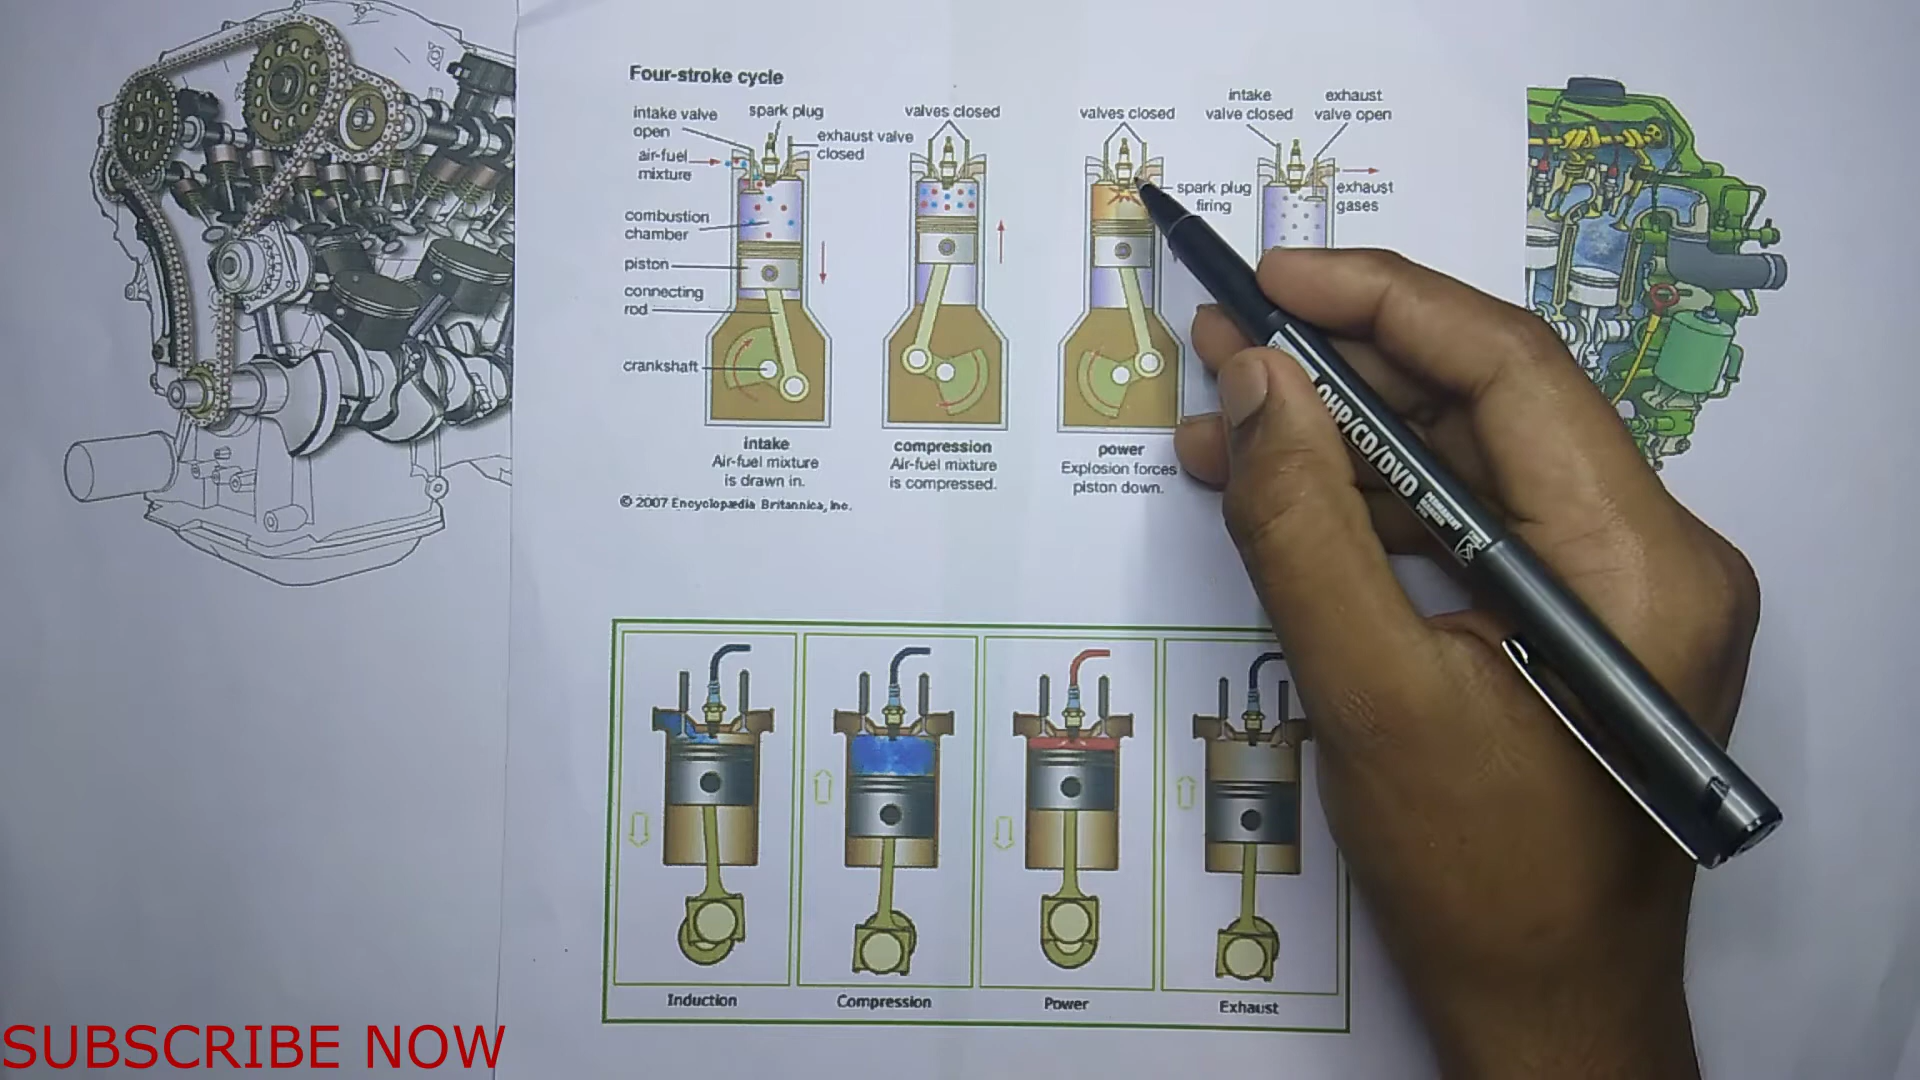 Four-stroke cycle
intake valve
open
spark plug
exhaust valve
closed
air-fuel
mixture
combustion
chamber
piston
connecting
rod
crankshaft
intake
Air-fuel mixture
is drawn in.
valves closed
compression
Air-fuel mixture
is compressed.
valves closed
spark plug
firing
power
Explosion forces
piston down.
intake
valve closed
exhaust
valve open
exhaust
gases
© 2007 Encyclopædia Britannica, Inc.
OHP/CD/DVD
PERMANENT
MARKER
PEN
Induction
Compression
Power
Exhaust
SUBSCRIBE NOW